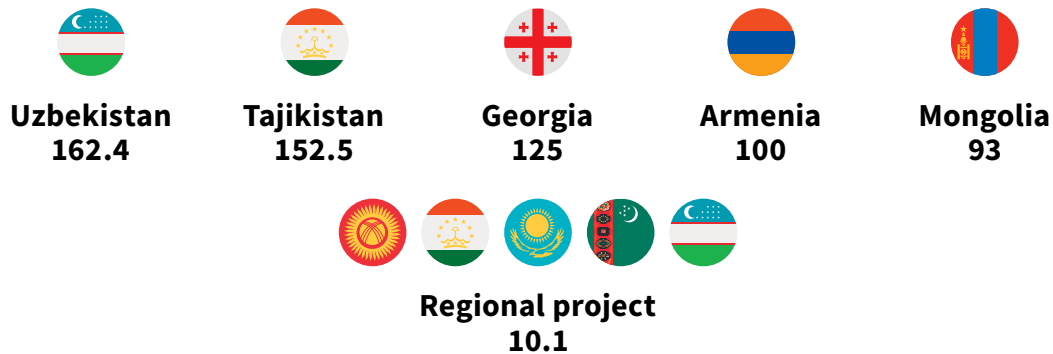 Uzbekistan
162.4
Tajikistan
152.5
Georgia
125
Armenia
100
Mongolia
93
Regional project
10.1